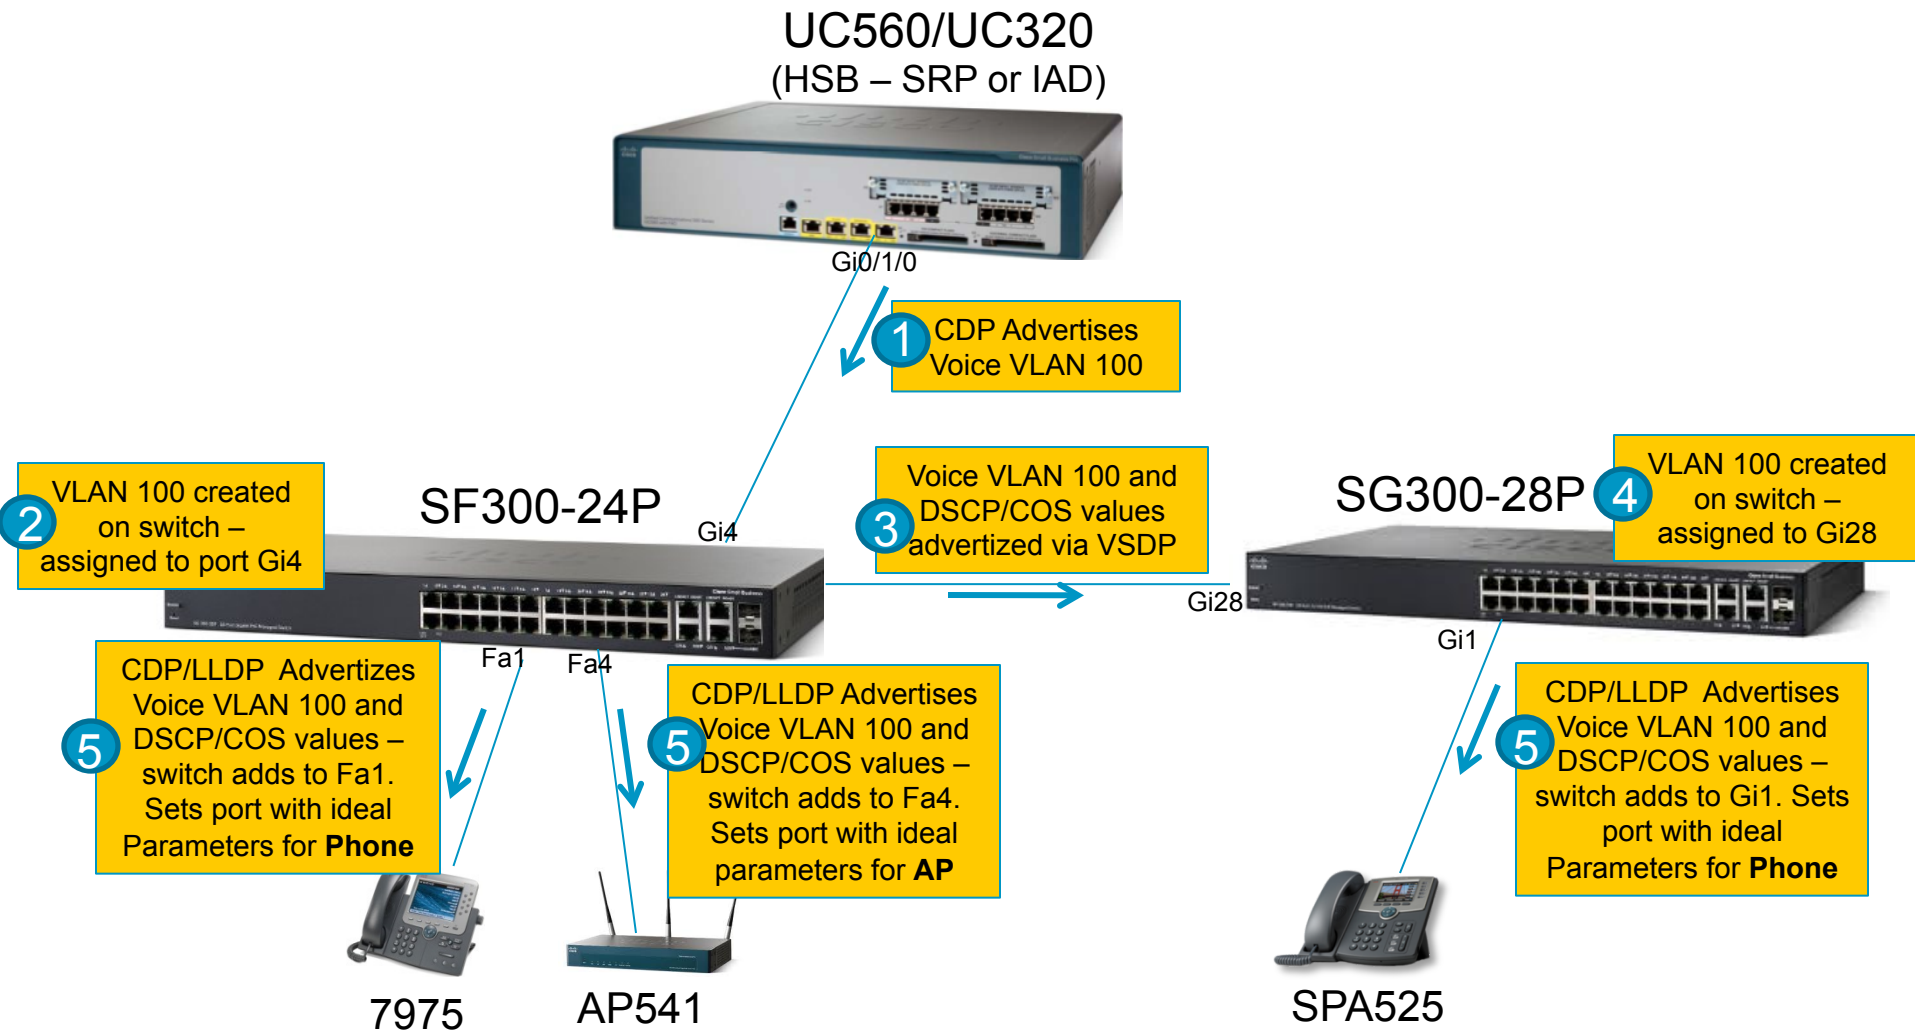 UC560/UC320
(HSB – SRP or IAD)
Gi0/1/0
1
CDP Advertises
Voice VLAN 100
2
VLAN 100 created
on switch –
assigned to port Gi4
SF300-24P
Gi4
3
Voice VLAN 100 and
DSCP/COS values
advertized via VSDP
SG300-28P
4
VLAN 100 created
on switch –
assigned to Gi28
Gi28
Fa1
Fa4
Gi1
5
CDP/LLDP Advertizes
Voice VLAN 100 and
DSCP/COS values –
switch adds to Fa1.
Sets port with ideal
Parameters for Phone
5
CDP/LLDP Advertises
Voice VLAN 100 and
DSCP/COS values –
switch adds to Fa4.
Sets port with ideal
parameters for AP
5
CDP/LLDP Advertises
Voice VLAN 100 and
DSCP/COS values –
switch adds to Gi1. Sets
port with ideal
Parameters for Phone
7975
AP541
SPA525